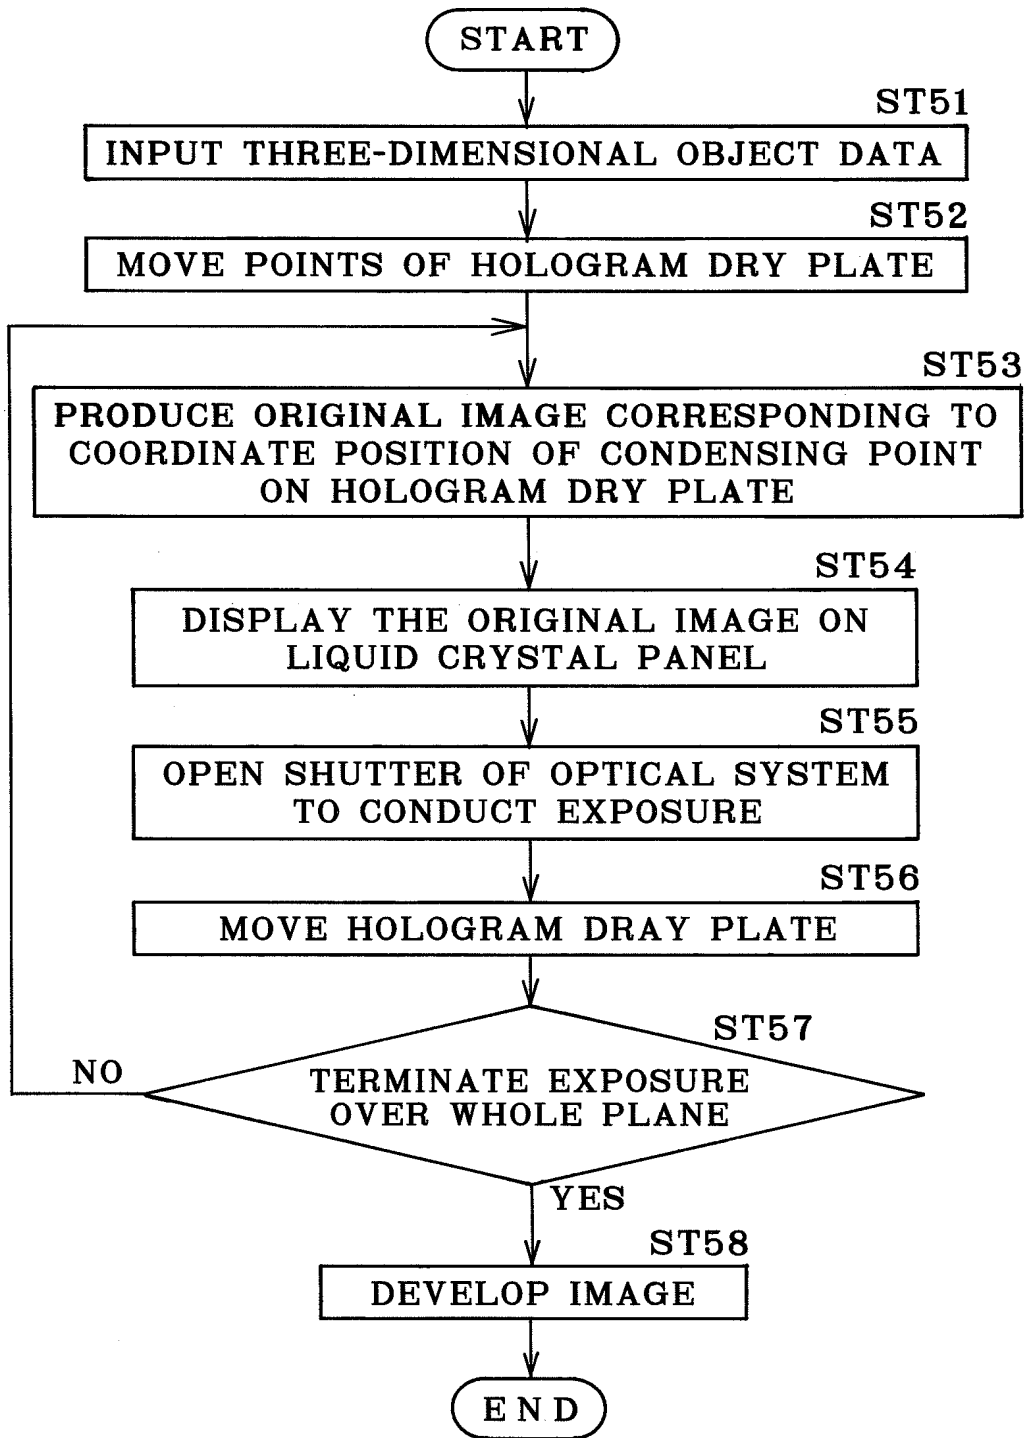 START
ST51
INPUT THREE-DIMENSIONAL OBJECT DATA
ST52
MOVE POINTS OF HOLOGRAM DRY PLATE
ST53
PRODUCE ORIGINAL IMAGE CORRESPONDING TO
COORDINATE POSITION OF CONDENSING POINT
ON HOLOGRAM DRY PLATE
ST54
DISPLAY THE ORIGINAL IMAGE ON
LIQUID CRYSTAL PANEL
ST55
OPEN SHUTTER OF OPTICAL SYSTEM
TO CONDUCT EXPOSURE
ST56
MOVE HOLOGRAM DRAY PLATE
ST57
NO
TERMINATE EXPOSURE
OVER WHOLE PLANE
YES
ST58
DEVELOP IMAGE
END